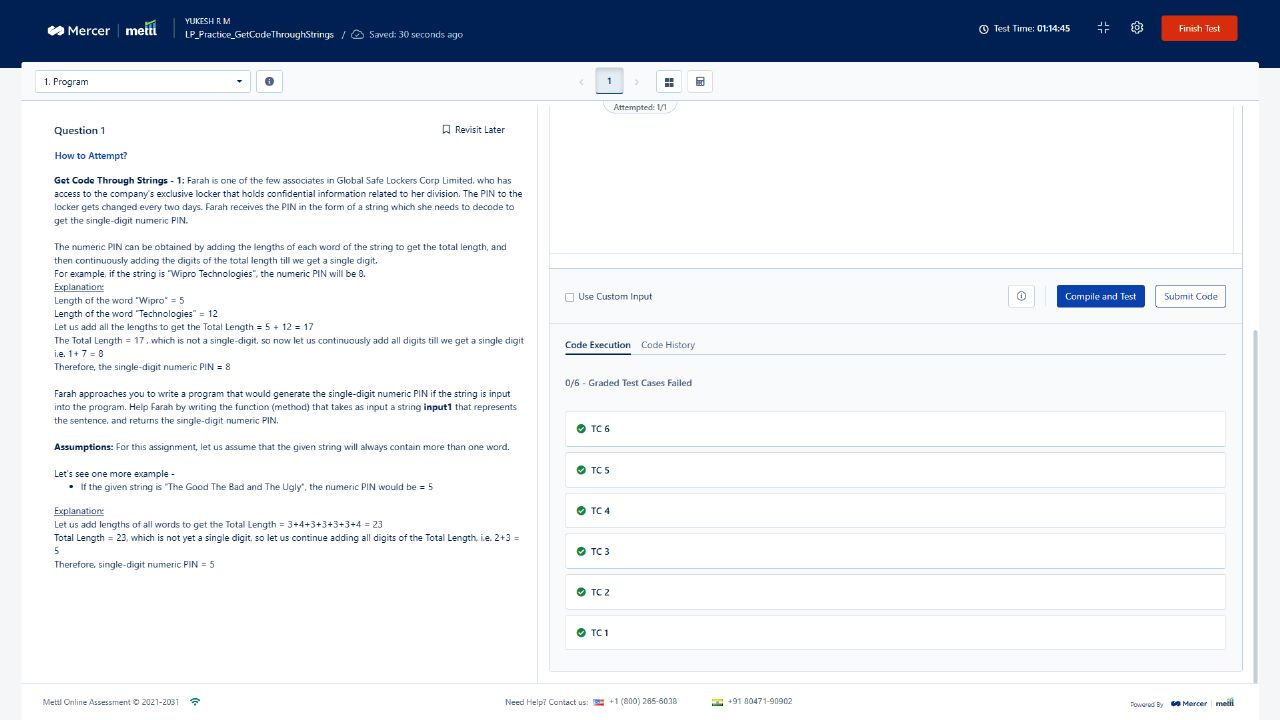 Mercer | mettl
YUKESH R M
LP_Practice_GetCodeThroughStrings / Saved: 30 seconds ago
Test Time: 01:14:45
Finish Test
1. Program
1
Attempted: 1/1
Question 1
Revisit Later
How to Attempt?
Get Code Through Strings - 1: Farah is one of the few associates in Global Safe Lockers Corp Limited, who has
access to the company's exclusive locker that holds confidential information related to her division. The PIN to the
locker gets changed every two days. Farah receives the PIN in the form of a string which she needs to decode to
get the single-digit numeric PIN.
The numeric PIN can be obtained by adding the lengths of each word of the string to get the total length, and
then continuously adding the digits of the total length till we get a single digit.
For example, if the string is "Wipro Technologies", the numeric PIN will be 8.
Explanation:
Length of the word "Wipro" = 5
Length of the word "Technologies" = 12
Let us add all the lengths to get the Total Length = 5 + 12 = 17
The Total Length = 17 , which is not a single-digit, so now let us continuously add all digits till we get a single digit
i.e. 1+ 7 = 8
Therefore, the single-digit numeric PIN = 8
Farah approaches you to write a program that would generate the single-digit numeric PIN if the string is input
into the program. Help Farah by writing the function (method) that takes as input a string input1 that represents
the sentence, and returns the single-digit numeric PIN.
Assumptions: For this assignment, let us assume that the given string will always contain more than one word.
Let's see one more example -
• If the given string is "The Good The Bad and The Ugly", the numeric PIN would be = 5
Explanation:
Let us add lengths of all words to get the Total Length = 3+4+3+3+3+3+4 = 23
Total Length = 23, which is not yet a single digit, so let us continue adding all digits of the Total Length, i.e. 2+3 =
5
Therefore, single-digit numeric PIN = 5
Use Custom Input
Compile and Test
Submit Code
Code Execution
Code History
0/6 - Graded Test Cases Failed
TC 6
TC 5
TC 4
TC 3
TC 2
TC 1
Mettl Online Assessment © 2021-2031
Need Help? Contact us: +1 (800) 265-6038
+91 80471-90902
Powered By Mercer | mettl